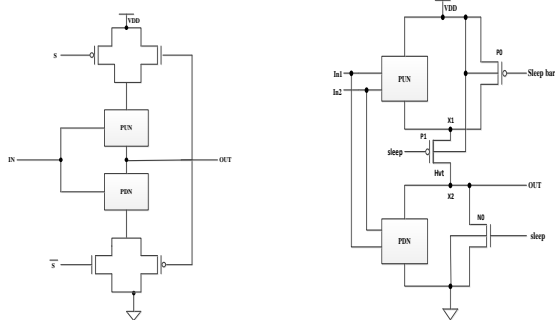 VDD
S
PUN
IN
OUT
PDN
S
VDD
P0
Sleep bar
In1
PUN
In2
X1
P1
sleep
Hvt
OUT
X2
N0
sleep
PDN